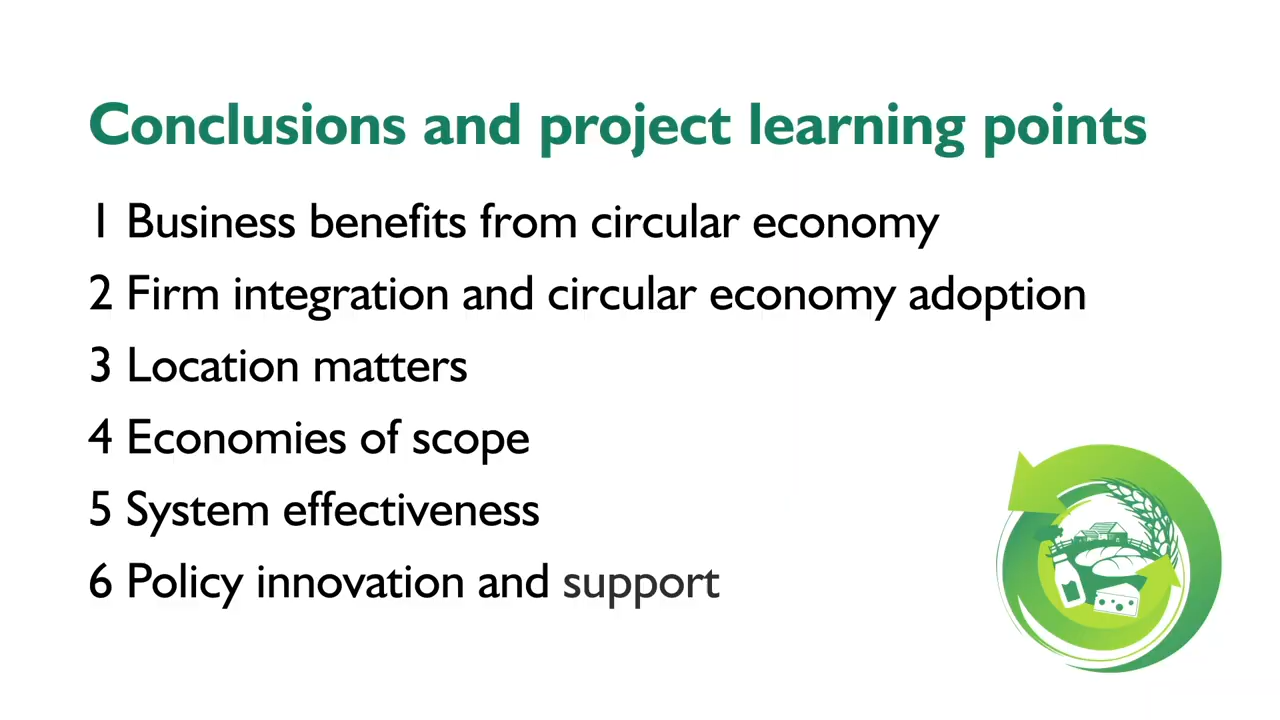 Conclusions and project learning points
1 Business benefits from circular economy
2 Firm integration and circular economy adoption
3 Location matters
4 Economies of scope
5 System effectiveness
6 Policy innovation and support